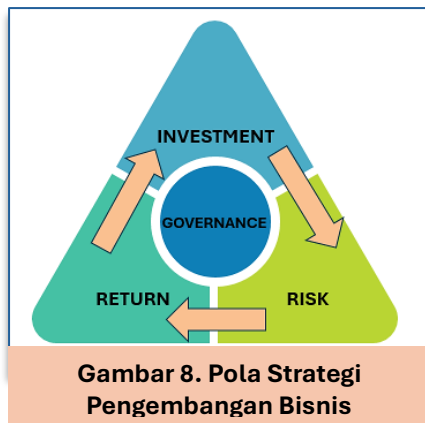 INVESTMENT
GOVERNANCE
RETURN
RISK
Gambar 8. Pola Strategi
Pengembangan Bisnis